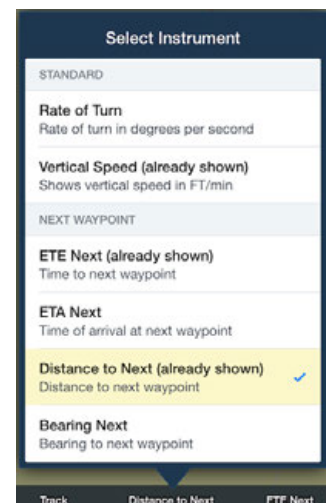 Select Instrument
STANDARD
Rate of Turn
Rate of turn in degrees per second
Vertical Speed (already shown)
Shows vertical speed in FT/min
NEXT WAYPOINT
ETE Next (already shown)
Time to next waypoint
ETA Next
Time of arrival at next waypoint
Distance to Next (already shown)
Distance to next waypoint
Bearing Next
Bearing to next waypoint
Track Distance to Next ETE Next